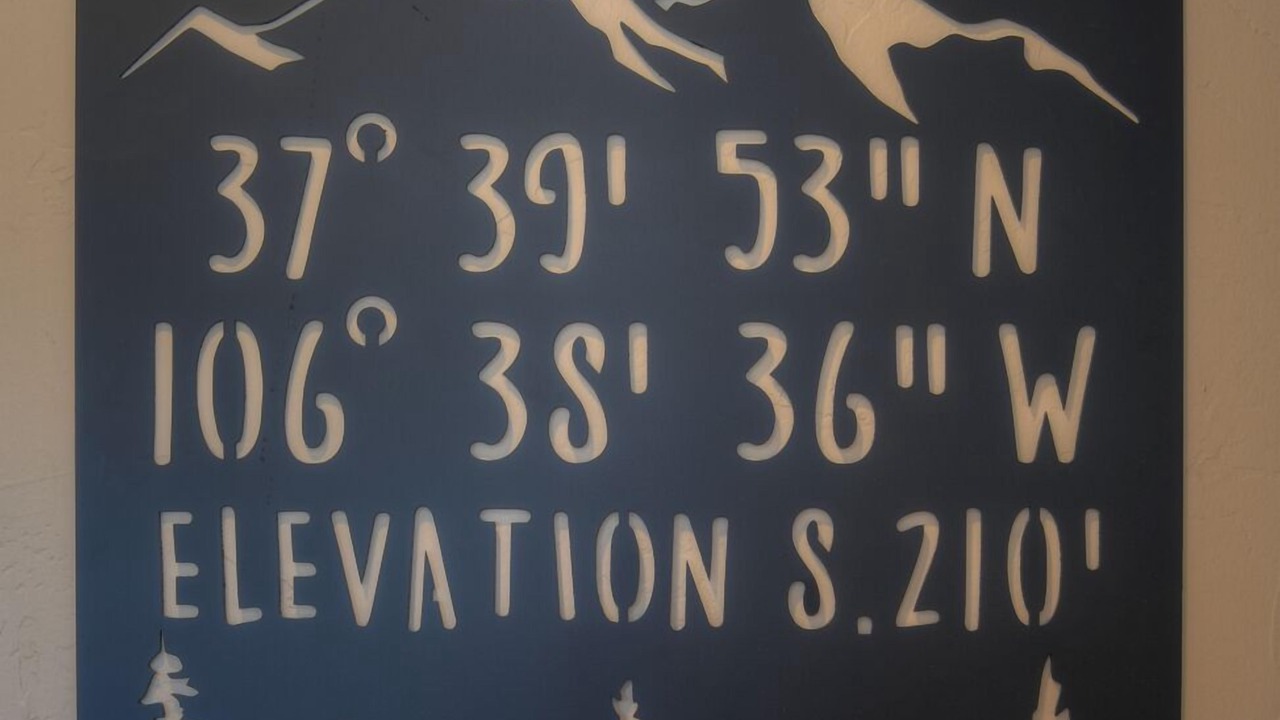 37° 39' 53" N
106° 38' 36" W
ELEVATION 8.210'